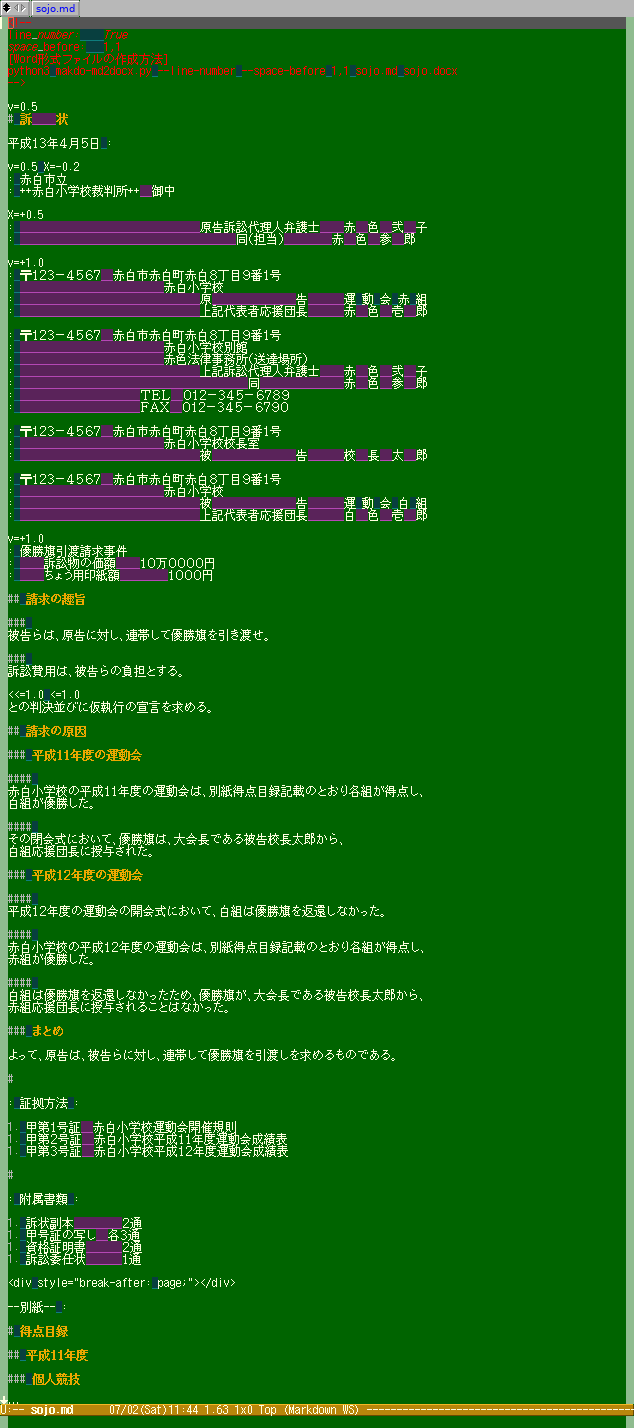 sojo.md
<!--
line_number: True
space_before: 1.1
[Word形式ファイルの作成方法]
python3 makdo-md2docx.py --line-number --space-before 1.1 sojo.md sojo.docx
-->
v=0.5
# 訴　　状
平成13年4月5日 :
v=0.5 X=-0.2
: 赤白市立
: ++赤白小学校裁判所++　御中
X=+0.5
: 原告訴訟代理人弁護士　　赤　色　弐　子
: 同(担当)　　　　赤　色　参　郎
v=+1.0
: 〒123-4567　赤白市赤白町赤白8丁目9番1号
: 赤白小学校
: 原　　　　　　　告　　　運 動 会 赤 組
: 上記代表者応援団長　　　赤　色　壱　郎
: 〒123-4567　赤白市赤白町赤白8丁目9番1号
: 赤白小学校別館
: 赤色法律事務所(送達場所)
: 上記訴訟代理人弁護士　　赤　色　弐　子
: 同　　　　　　　赤　色　参　郎
: TEL　012-345-6789
: FAX　012-345-6790
: 〒123-4567　赤白市赤白町赤白8丁目9番1号
: 赤白小学校校長室
: 被　　　　　　　告　　　校　長　太　郎
: 〒123-4567　赤白市赤白町赤白8丁目9番1号
: 赤白小学校
: 被　　　　　　　告　　　運 動 会 白 組
: 上記代表者応援団長　　　白　色　壱　郎
v=+1.0
: 優勝旗引渡請求事件
: 　　訴訟物の価額　　10万0000円
: 　　ちょう用印紙額　　　　1000円
## 請求の趣旨
###
被告らは、原告に対し、連帯して優勝旗を引き渡せ。
###
訴訟費用は、被告らの負担とする。
<<=1.0 <=1.0
との判決並びに仮執行の宣言を求める。
## 請求の原因
### 平成11年度の運動会
####
赤白小学校の平成11年度の運動会は、別紙得点目録記載のとおり各組が得点し、
白組が優勝した。
####
その閉会式において、優勝旗は、大会長である被告校長太郎から、
白組応援団長に授与された。
### 平成12年度の運動会
####
平成12年度の運動会の開会式において、白組は優勝旗を返還しなかった。
####
赤白小学校の平成12年度の運動会は、別紙得点目録記載のとおり各組が得点し、
赤組が優勝した。
####
白組は優勝旗を返還しなかったため、優勝旗が、大会長である被告校長太郎から、
赤組応援団長に授与されることはなかった。
### まとめ
よって、原告は、被告らに対し、連帯して優勝旗を引渡しを求めるものである。
#
: 証拠方法 :
1. 甲第1号証　赤白小学校運動会開催規則
1. 甲第2号証　赤白小学校平成11年度運動会成績表
1. 甲第3号証　赤白小学校平成12年度運動会成績表
#
: 附属書類 :
1. 訴状副本　　　　2通
1. 甲号証の写し　各3通
1. 資格証明書　　　2通
1. 訴訟委任状　　　1通
<div style="break-after: page;"></div>
--別紙-- :
# 得点目録
## 平成11年度
### 個人競技
U:-- sojo.md 07/02(Sat)11:44 1.63 1x0 Top (Markdown WS)